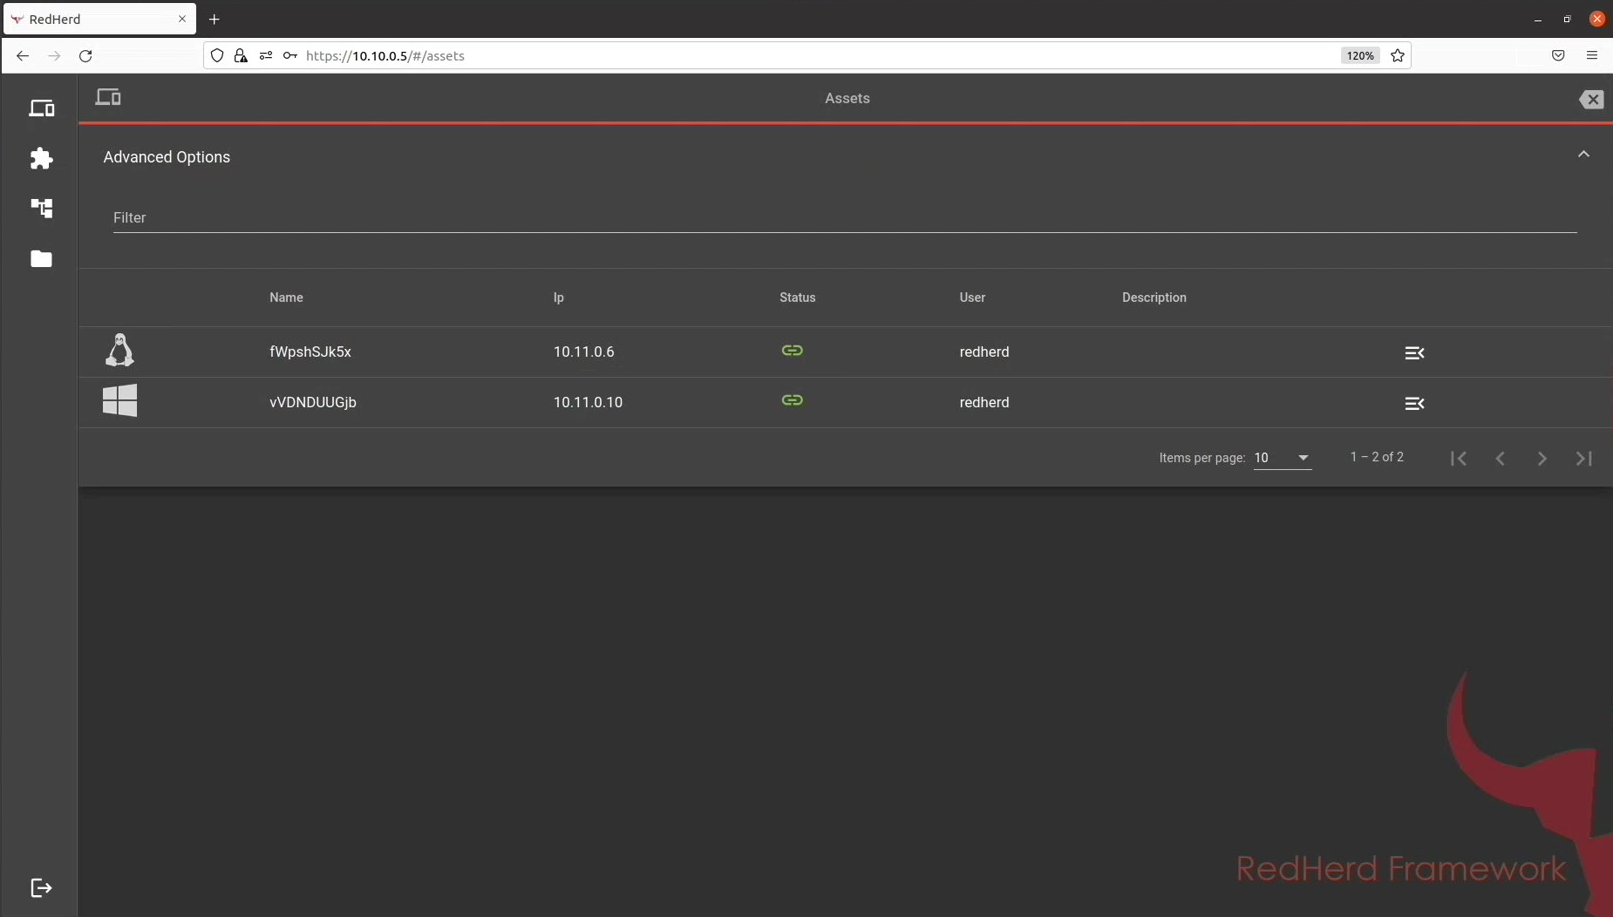 RedHerd
https://10.10.0.5/#/assets
120%
Assets
Advanced Options
Filter
Name Ip Status User Description
fWpshSJk5x 10.11.0.6 redherd
vVDNDUUGjb 10.11.0.10 redherd
Items per page: 10 1 – 2 of 2
RedHerd Framework